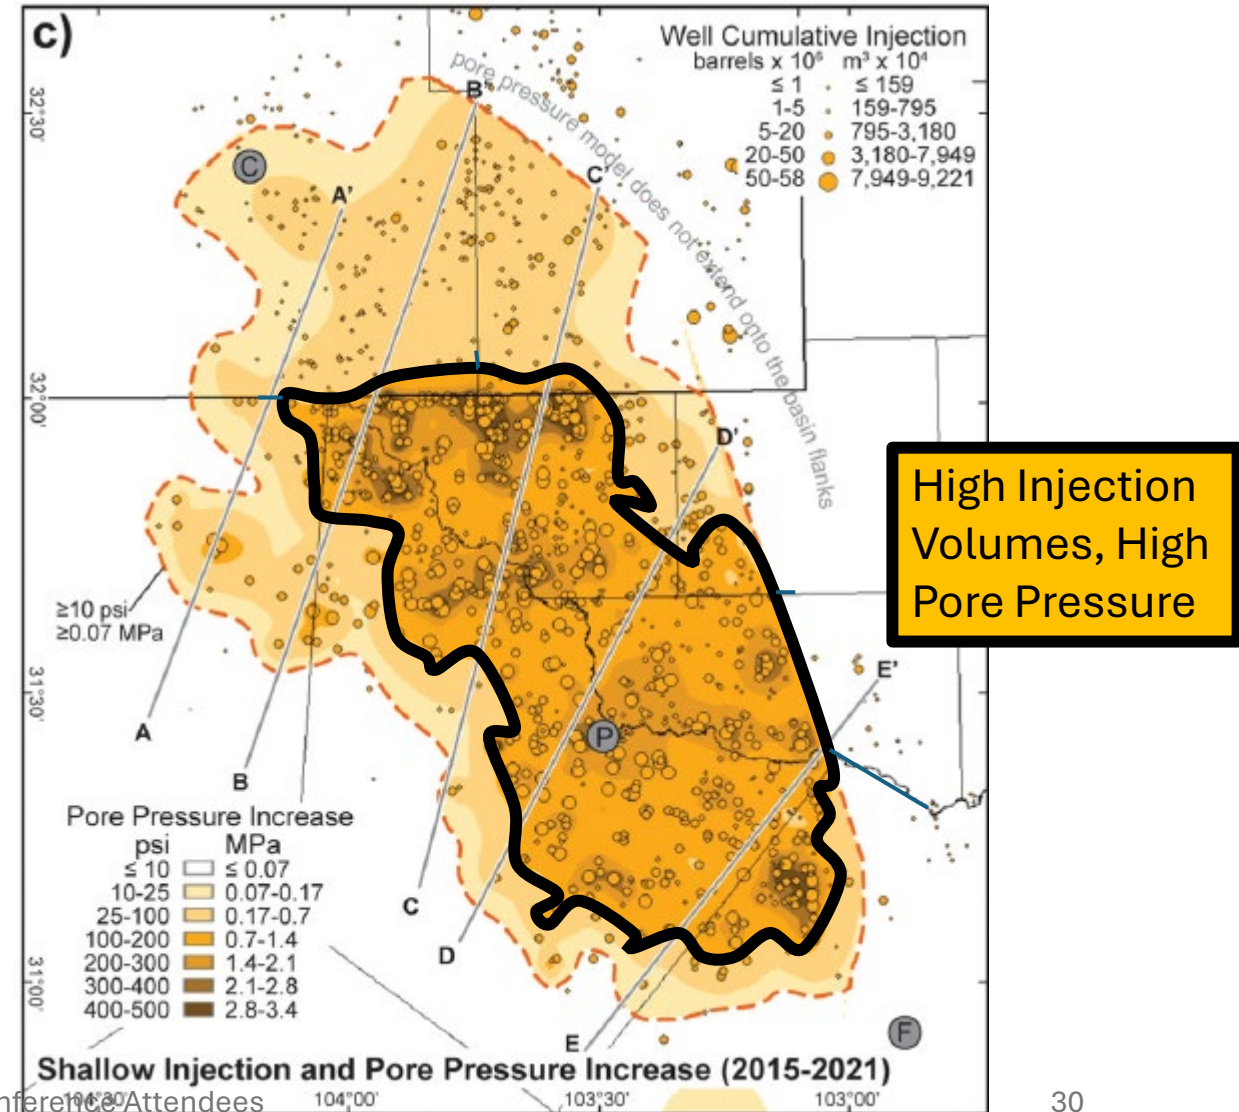 c)
Well Cumulative Injection
barrels x 10⁶ m³ x 10⁴
≤ 1 ≤ 159
1-5 159-795
5-20 795-3,180
20-50 3,180-7,949
50-58 7,949-9,221
pore pressure model does not extend onto the basin flanks
32°30'
32°00'
31°30'
31°00'
B'
C
A'
C'
D'
High Injection
Volumes, High
Pore Pressure
≥10 psi
≥0.07 MPa
E'
P
A
B
C
D
E
F
Pore Pressure Increase
psi MPa
≤ 10 ≤ 0.07
10-25 0.07-0.17
25-100 0.17-0.7
100-200 0.7-1.4
200-300 1.4-2.1
300-400 2.1-2.8
400-500 2.8-3.4
Shallow Injection and Pore Pressure Increase (2015-2021)
104°30' 104°00' 103°30' 103°00'
nference Attendees
30